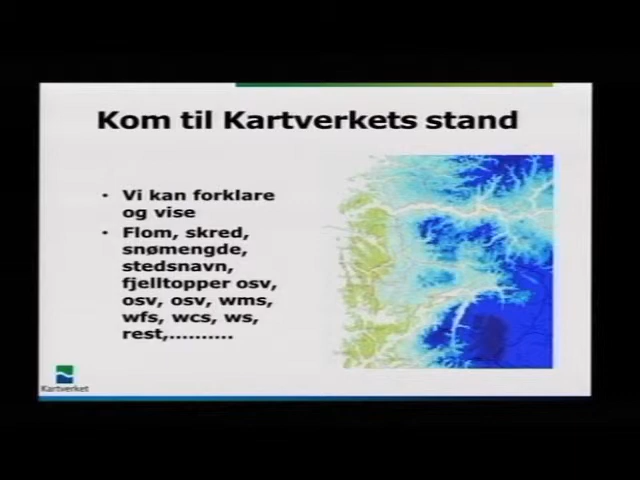 Kom til Kartverkets stand
• Vi kan forklare
og vise
• Flom, skred,
snømengde,
stedsnavn,
fjelltopper osv,
osv, osv, wms,
wfs, wcs, ws,
rest,..........
Kartverket